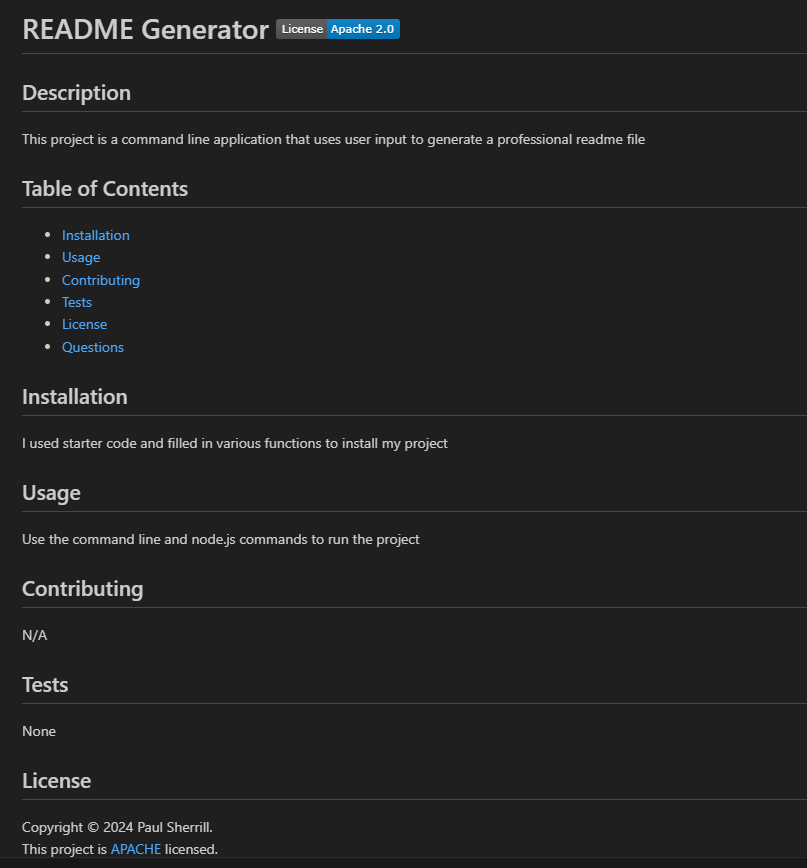 README Generator License Apache 2.0
Description
This project is a command line application that uses user input to generate a professional readme file
Table of Contents
Installation
Usage
Contributing
Tests
License
Questions
Installation
I used starter code and filled in various functions to install my project
Usage
Use the command line and node.js commands to run the project
Contributing
N/A
Tests
None
License
Copyright © 2024 Paul Sherrill.
This project is APACHE licensed.